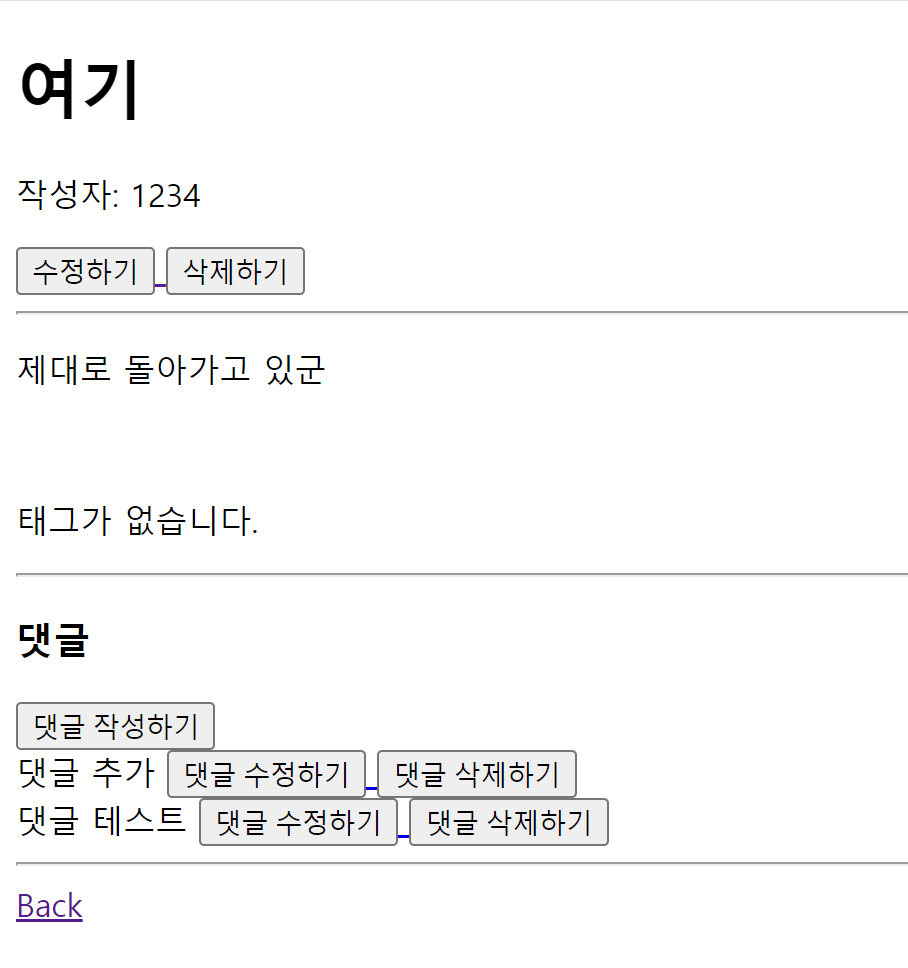 여기
작성자: 1234
수정하기 삭제하기
제대로 돌아가고 있군
태그가 없습니다.
댓글
댓글 작성하기
댓글 추가 댓글 수정하기 댓글 삭제하기
댓글 테스트 댓글 수정하기 댓글 삭제하기
Back